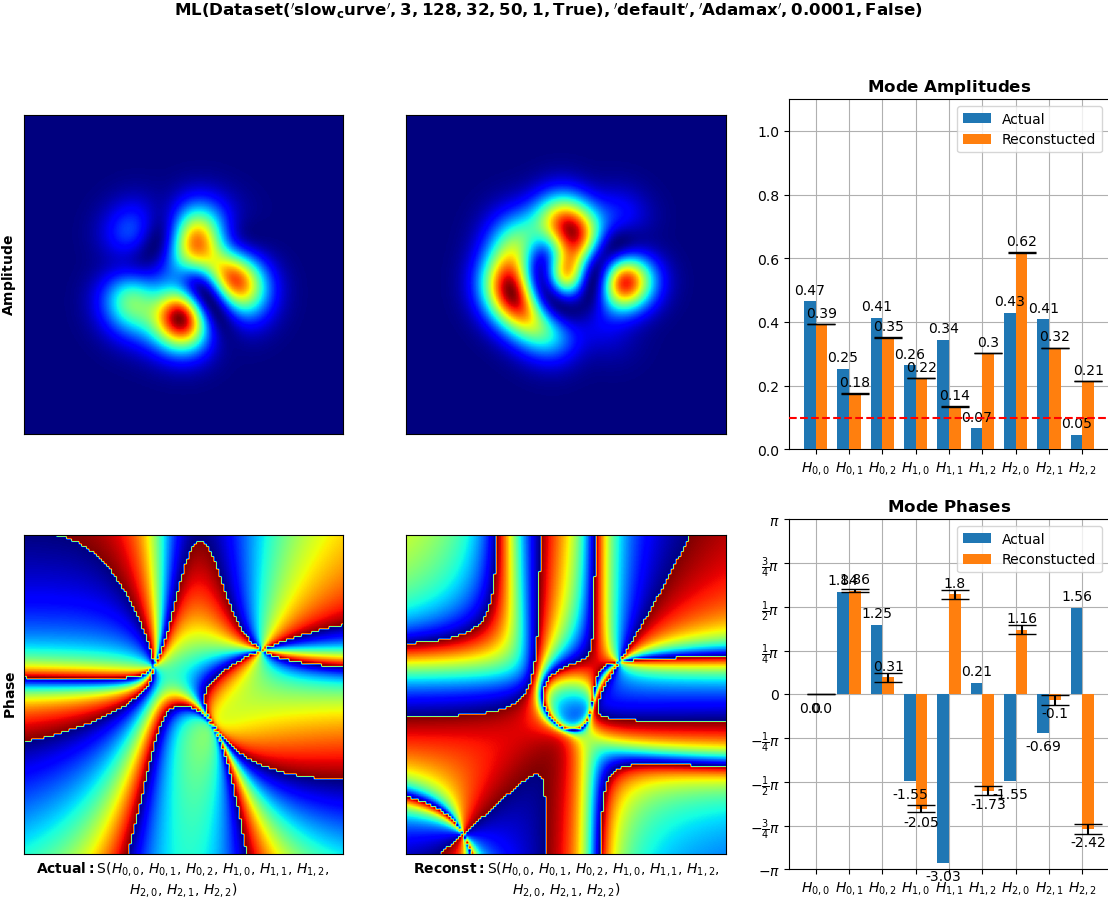 ML(Dataset('slow_curve', 3, 128, 32, 50, 1, True), 'default', 'Adamax', 0.0001, False)
Amplitude
Mode Amplitudes
Actual
Reconstucted
1.0
0.8
0.6
0.4
0.2
0.0
0.47
0.39
0.25
0.18
0.41
0.35
0.26
0.22
0.34
0.14
0.07
0.3
0.43
0.62
0.41
0.32
0.05
0.21
H0,0 H0,1 H0,2 H1,0 H1,1 H1,2 H2,0 H2,1 H2,2
Phase
Actual: S(H0,0, H0,1, H0,2, H1,0, H1,1, H1,2,
H2,0, H2,1, H2,2)
Reconst: S(H0,0, H0,1, H0,2, H1,0, H1,1, H1,2,
H2,0, H2,1, H2,2)
Mode Phases
Actual
Reconstucted
π
3/4π
1/2π
1/4π
0
−1/4π
−1/2π
−3/4π
−π
0.0
0.0
1.84
1.86
1.25
0.31
-1.55
-2.05
-3.03
1.8
0.21
-1.73
-1.55
1.16
-0.69
-0.1
1.56
-2.42
H0,0 H0,1 H0,2 H1,0 H1,1 H1,2 H2,0 H2,1 H2,2